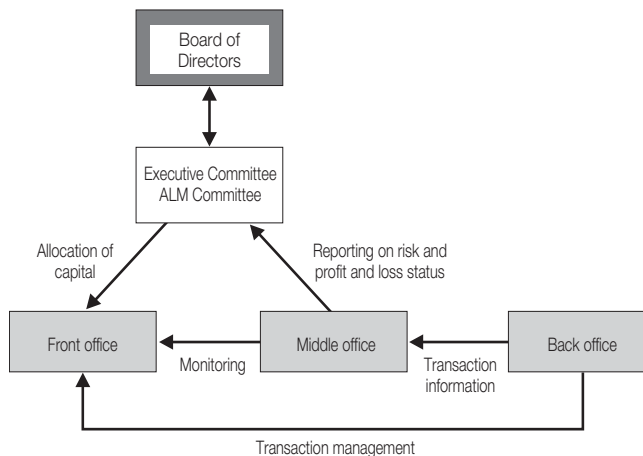 Board of
Directors
Executive Committee
ALM Committee
Allocation of
capital
Reporting on risk and
profit and loss status
Front office
Monitoring
Middle office
Transaction
information
Back office
Transaction management